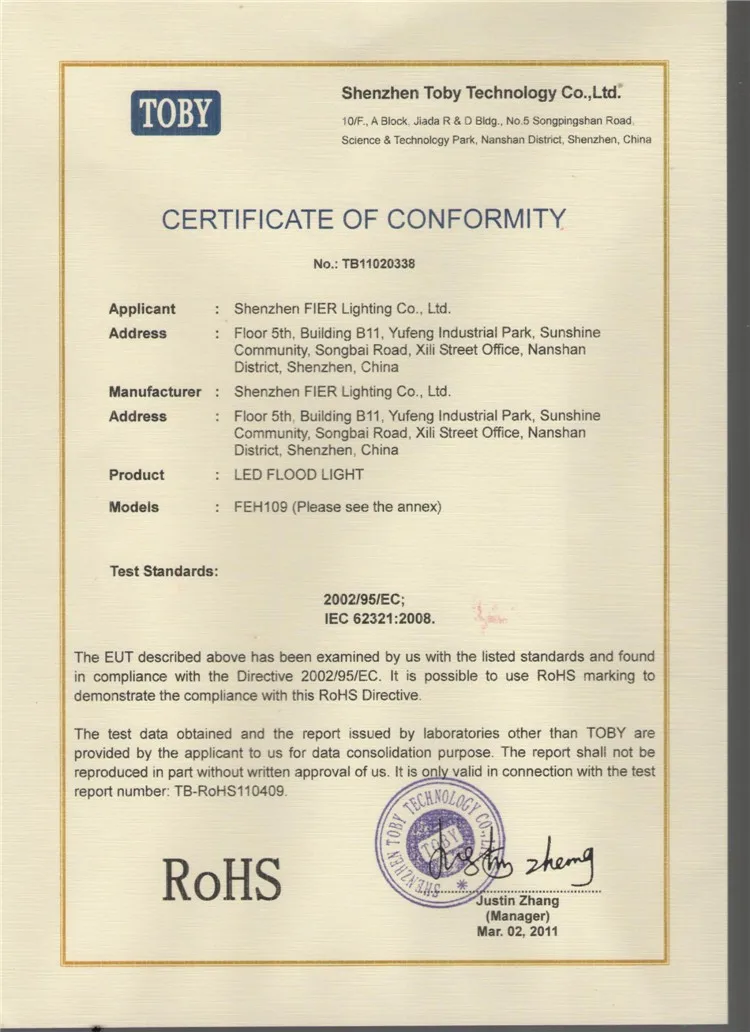 TOBY
Shenzhen Toby Technology Co.,Ltd.
10/F., A Block, Jiada R & D Bldg., No.5 Songpingshan Road,
Science & Technology Park, Nanshan District, Shenzhen, China
CERTIFICATE OF CONFORMITY
No.: TB11020338
Applicant : Shenzhen FIER Lighting Co., Ltd.
Address : Floor 5th, Building B11, Yufeng Industrial Park, Sunshine
Community, Songbai Road, Xili Street Office, Nanshan
District, Shenzhen, China
Manufacturer : Shenzhen FIER Lighting Co., Ltd.
Address : Floor 5th, Building B11, Yufeng Industrial Park, Sunshine
Community, Songbai Road, Xili Street Office, Nanshan
District, Shenzhen, China
Product : LED FLOOD LIGHT
Models : FEH109 (Please see the annex)
Test Standards:
2002/95/EC;
IEC 62321:2008.
The EUT described above has been examined by us with the listed standards and found
in compliance with the Directive 2002/95/EC. It is possible to use RoHS marking to
demonstrate the compliance with this RoHS Directive.
The test data obtained and the report issued by laboratories other than TOBY are
provided by the applicant to us for data consolidation purpose. The report shall not be
reproduced in part without written approval of us. It is only valid in connection with the test
report number: TB-RoHS110409.
SHENZHEN TOBY TECHNOLOGY CO.,
TOBY
Justin zheng
RoHS
Justin Zhang
(Manager)
Mar. 02, 2011